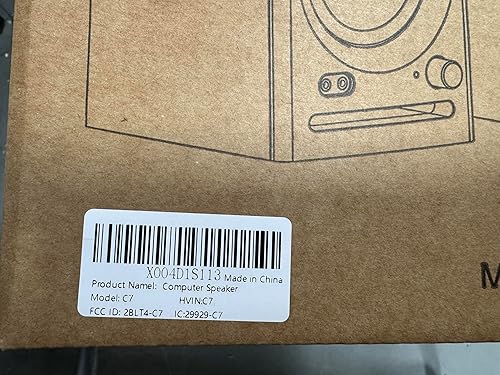 X004D1S113 Made in China
Product Namel: Computer Speaker
Model: C7 HVIN:C7
FCC ID: 2BLT4-C7 IC:29929-C7
M